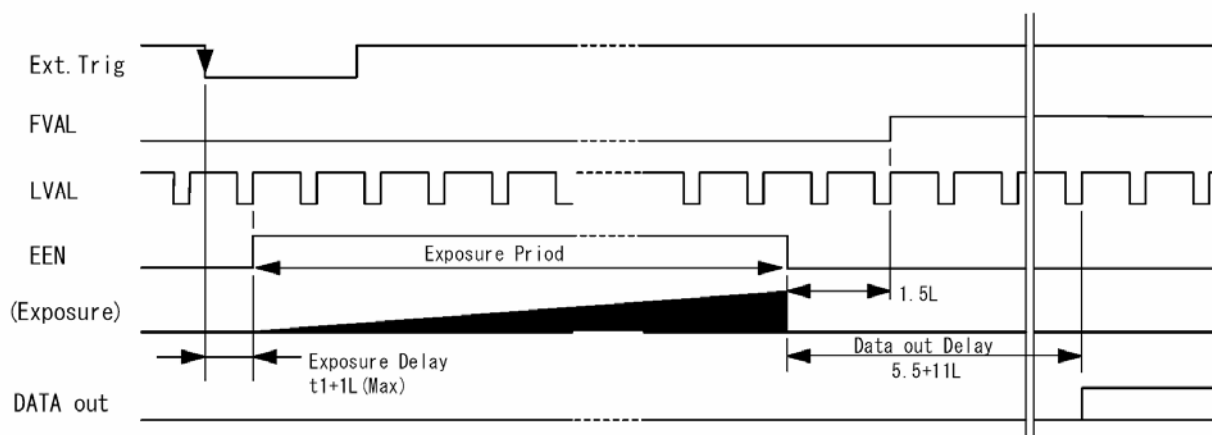 Ext. Trig
FVAL
LVAL
EEN
Exposure Priod
(Exposure)
1.5L
Exposure Delay
t1+1L(Max)
Data out Delay
5.5+11L
DATA out